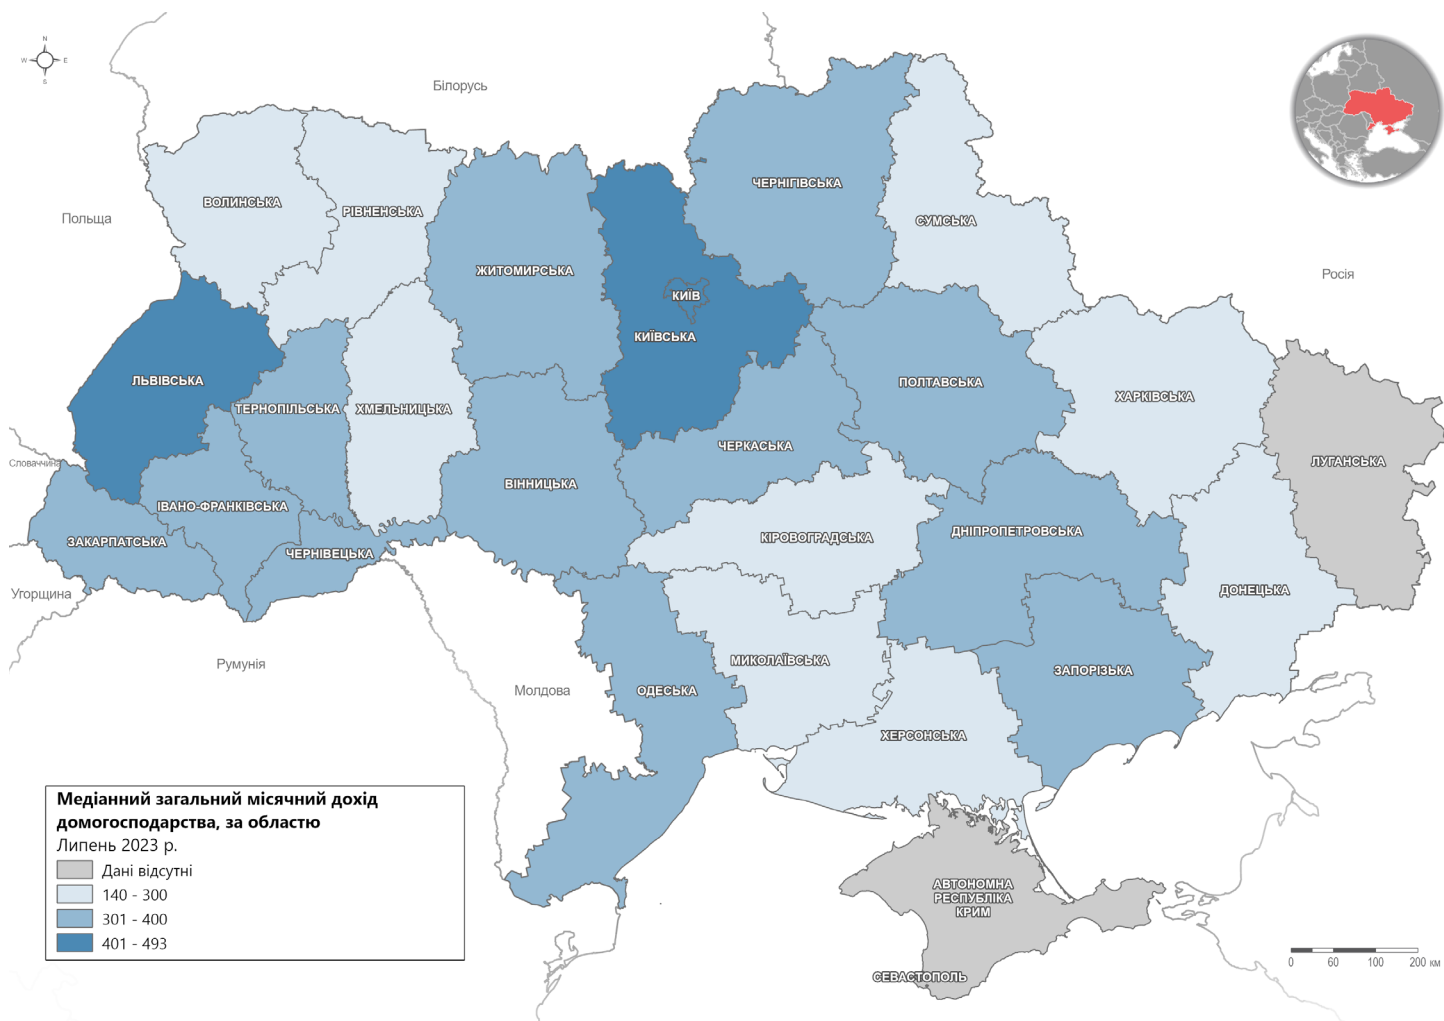 N
W
E
S
Білорусь
Польща
Росія
Словаччина
Угорщина
Румунія
Молдова
ВОЛИНСЬКА
РІВНЕНСЬКА
ЖИТОМИРСЬКА
ЧЕРНІГІВСЬКА
СУМСЬКА
КИЇВ
КИЇВСЬКА
ЛЬВІВСЬКА
ТЕРНОПІЛЬСЬКА
ХМЕЛЬНИЦЬКА
ПОЛТАВСЬКА
ХАРКІВСЬКА
ЧЕРКАСЬКА
ЛУГАНСЬКА
ВІННИЦЬКА
ІВАНО-ФРАНКІВСЬКА
ЗАКАРПАТСЬКА
ЧЕРНІВЕЦЬКА
КІРОВОГРАДСЬКА
ДНІПРОПЕТРОВСЬКА
ДОНЕЦЬКА
МИКОЛАЇВСЬКА
ЗАПОРІЗЬКА
ОДЕСЬКА
ХЕРСОНСЬКА
АВТОНОМНА
РЕСПУБЛІКА
КРИМ
СЕВАСТОПОЛЬ
Медіанний загальний місячний дохід
домогосподарства, за областю
Липень 2023 р.
Дані відсутні
140 - 300
301 - 400
401 - 493
0 60 100 200 км